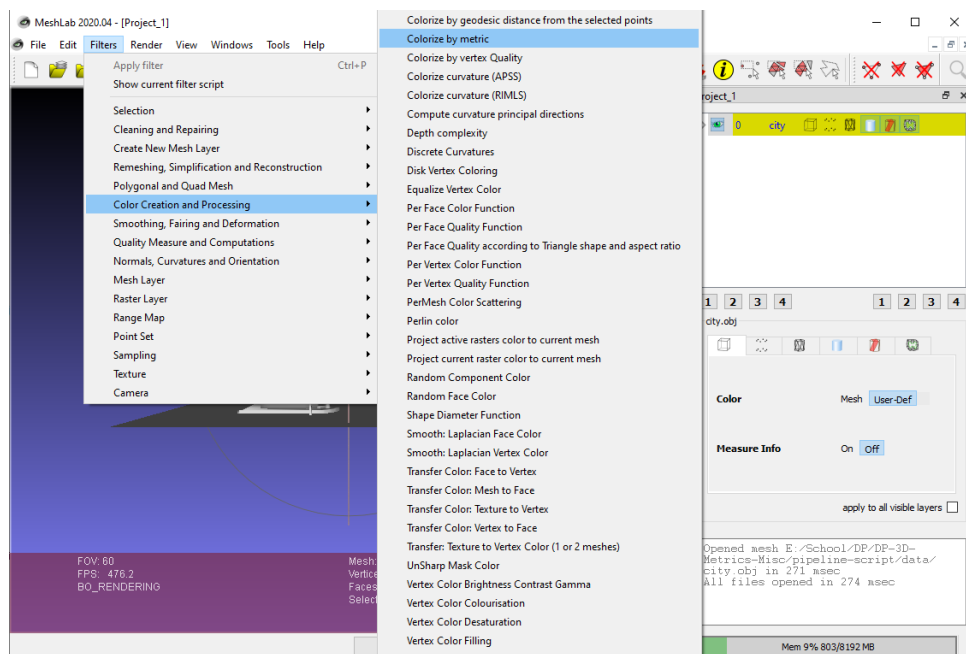 MeshLab 2020.04 - [Project_1]
File Edit Filters Render View Windows Tools Help
Apply filter Ctrl+P
Show current filter script
Selection
Cleaning and Repairing
Create New Mesh Layer
Remeshing, Simplification and Reconstruction
Polygonal and Quad Mesh
Color Creation and Processing
Smoothing, Fairing and Deformation
Quality Measure and Computations
Normals, Curvatures and Orientation
Mesh Layer
Raster Layer
Range Map
Point Set
Sampling
Texture
Camera
Colorize by geodesic distance from the selected points
Colorize by metric
Colorize by vertex Quality
Colorize curvature (APSS)
Colorize curvature (RIMLS)
Compute curvature principal directions
Depth complexity
Discrete Curvatures
Disk Vertex Coloring
Equalize Vertex Color
Per Face Color Function
Per Face Quality Function
Per Face Quality according to Triangle shape and aspect ratio
Per Vertex Color Function
Per Vertex Quality Function
PerMesh Color Scattering
Perlin color
Project active rasters color to current mesh
Project current raster color to current mesh
Random Component Color
Random Face Color
Shape Diameter Function
Smooth: Laplacian Face Color
Smooth: Laplacian Vertex Color
Transfer Color: Face to Vertex
Transfer Color: Mesh to Face
Transfer Color: Texture to Vertex
Transfer Color: Vertex to Face
Transfer: Texture to Vertex Color (1 or 2 meshes)
UnSharp Mask Color
Vertex Color Brightness Contrast Gamma
Vertex Color Colourisation
Vertex Color Desaturation
Vertex Color Filling
roject_1
0 city
1 2 3 4 1 2 3 4
city.obj
Color Mesh User-Def
Measure Info On Off
apply to all visible layers
Opened mesh E:/School/DP/DP-3D-
Metrics-Misc/pipeline-script/data/
city.obj in 271 msec
All files opened in 274 msec
FOV: 60 Mesh:
FPS: 476.2 Vertice
BO_RENDERING Faces
Select
Mem 9% 803/8192 MB